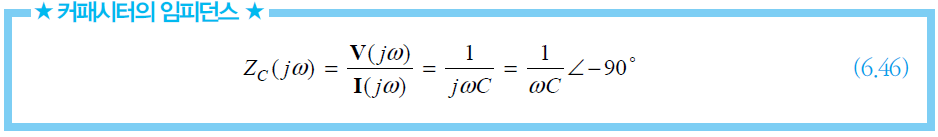 ★ 커패시터의 임피던스 ★
Z_C(jω) = V(jω)/I(jω) = 1/jωC = 1/ωC ∠−90° (6.46)